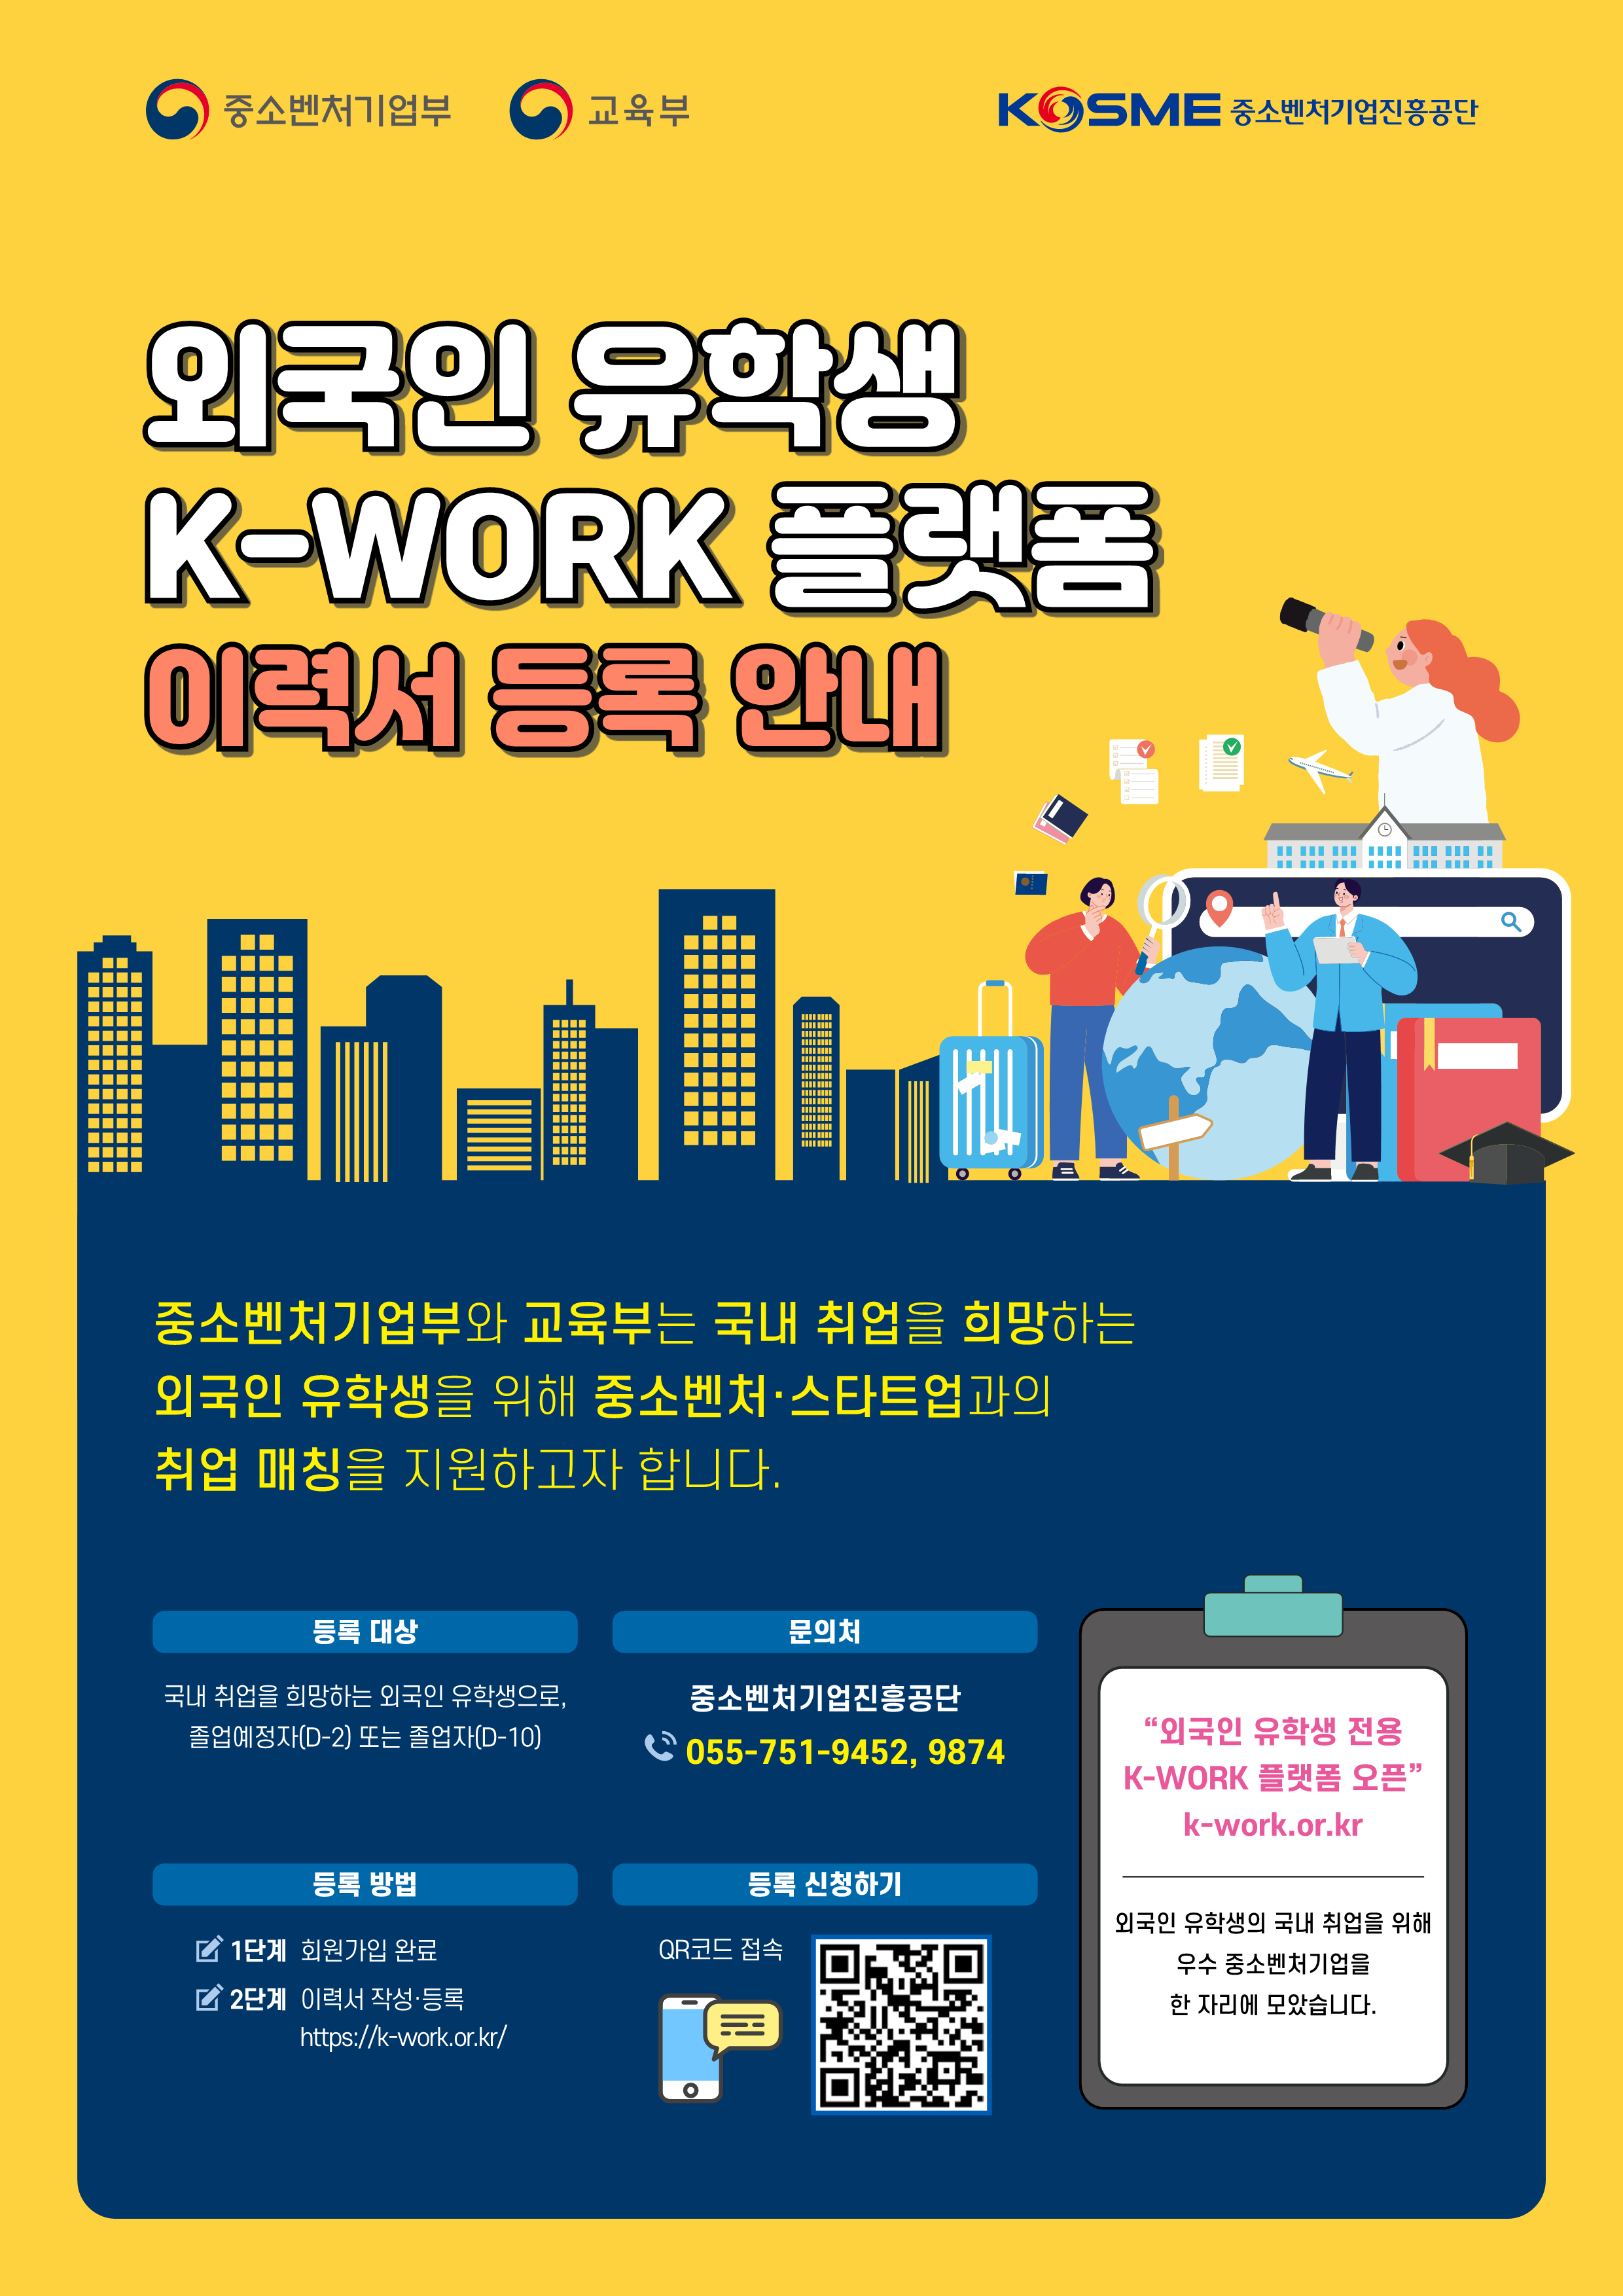 중소벤처기업부
교육부
KOSME 중소벤처기업진흥공단
외국인 유학생
K-WORK 플랫폼
이력서 등록 안내
중소벤처기업부와 교육부는 국내 취업을 희망하는
외국인 유학생을 위해 중소벤처·스타트업과의
취업 매칭을 지원하고자 합니다.
등록 대상
국내 취업을 희망하는 외국인 유학생으로,
졸업예정자(D-2) 또는 졸업자(D-10)
문의처
중소벤처기업진흥공단
055-751-9452, 9874
등록 방법
1단계 회원가입 완료
2단계 이력서 작성·등록
https://k-work.or.kr/
등록 신청하기
QR코드 접속
“외국인 유학생 전용
K-WORK 플랫폼 오픈”
k-work.or.kr
외국인 유학생의 국내 취업을 위해
우수 중소벤처기업을
한 자리에 모았습니다.